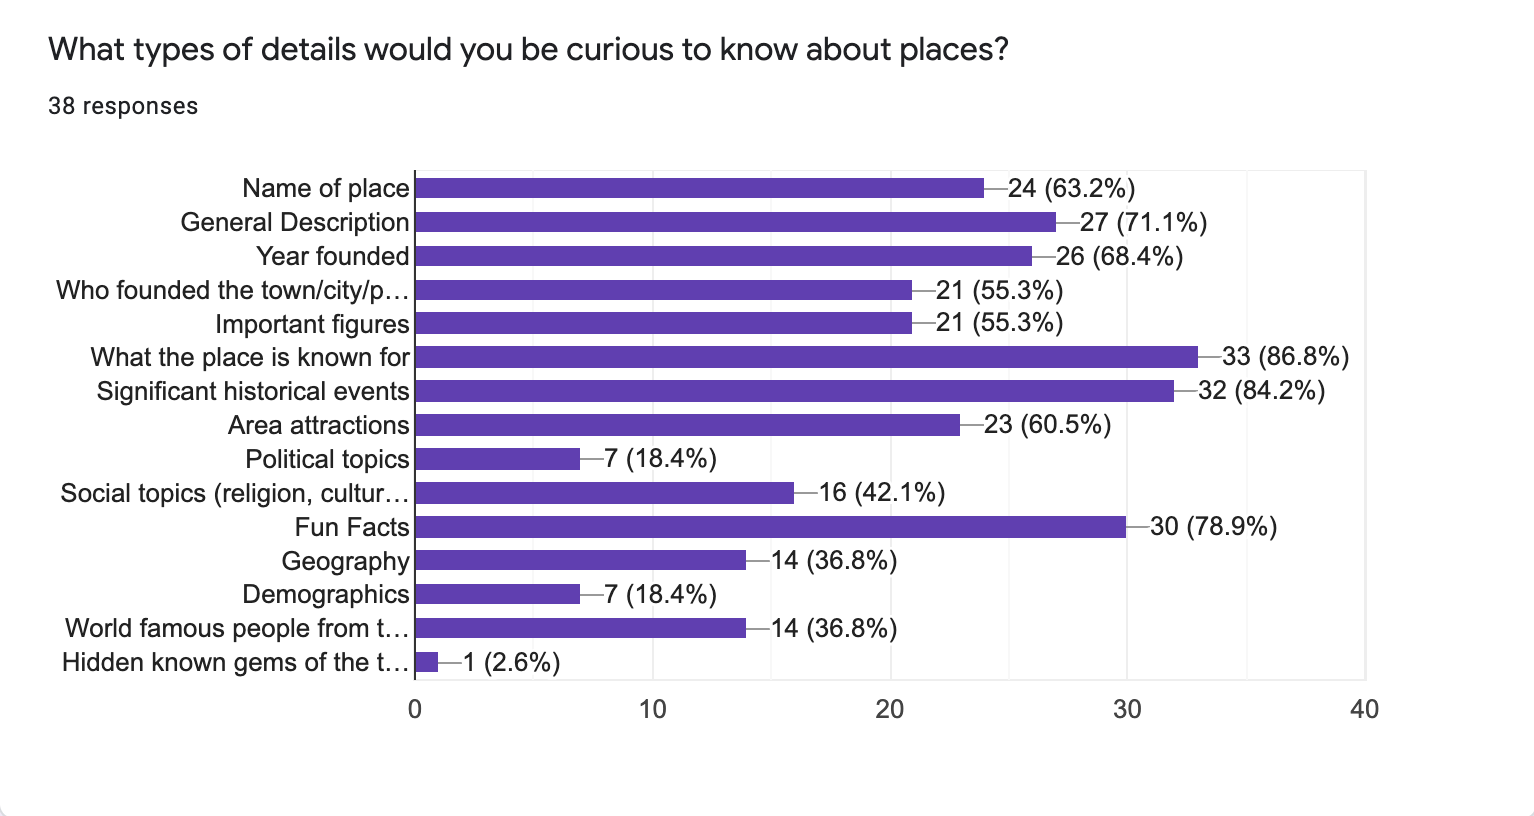 What types of details would you be curious to know about places?
38 responses
Name of place 24 (63.2%)
General Description 27 (71.1%)
Year founded 26 (68.4%)
Who founded the town/city/p... 21 (55.3%)
Important figures 21 (55.3%)
What the place is known for 33 (86.8%)
Significant historical events 32 (84.2%)
Area attractions 23 (60.5%)
Political topics 7 (18.4%)
Social topics (religion, cultur... 16 (42.1%)
Fun Facts 30 (78.9%)
Geography 14 (36.8%)
Demographics 7 (18.4%)
World famous people from t... 14 (36.8%)
Hidden known gems of the t... 1 (2.6%)
0 10 20 30 40